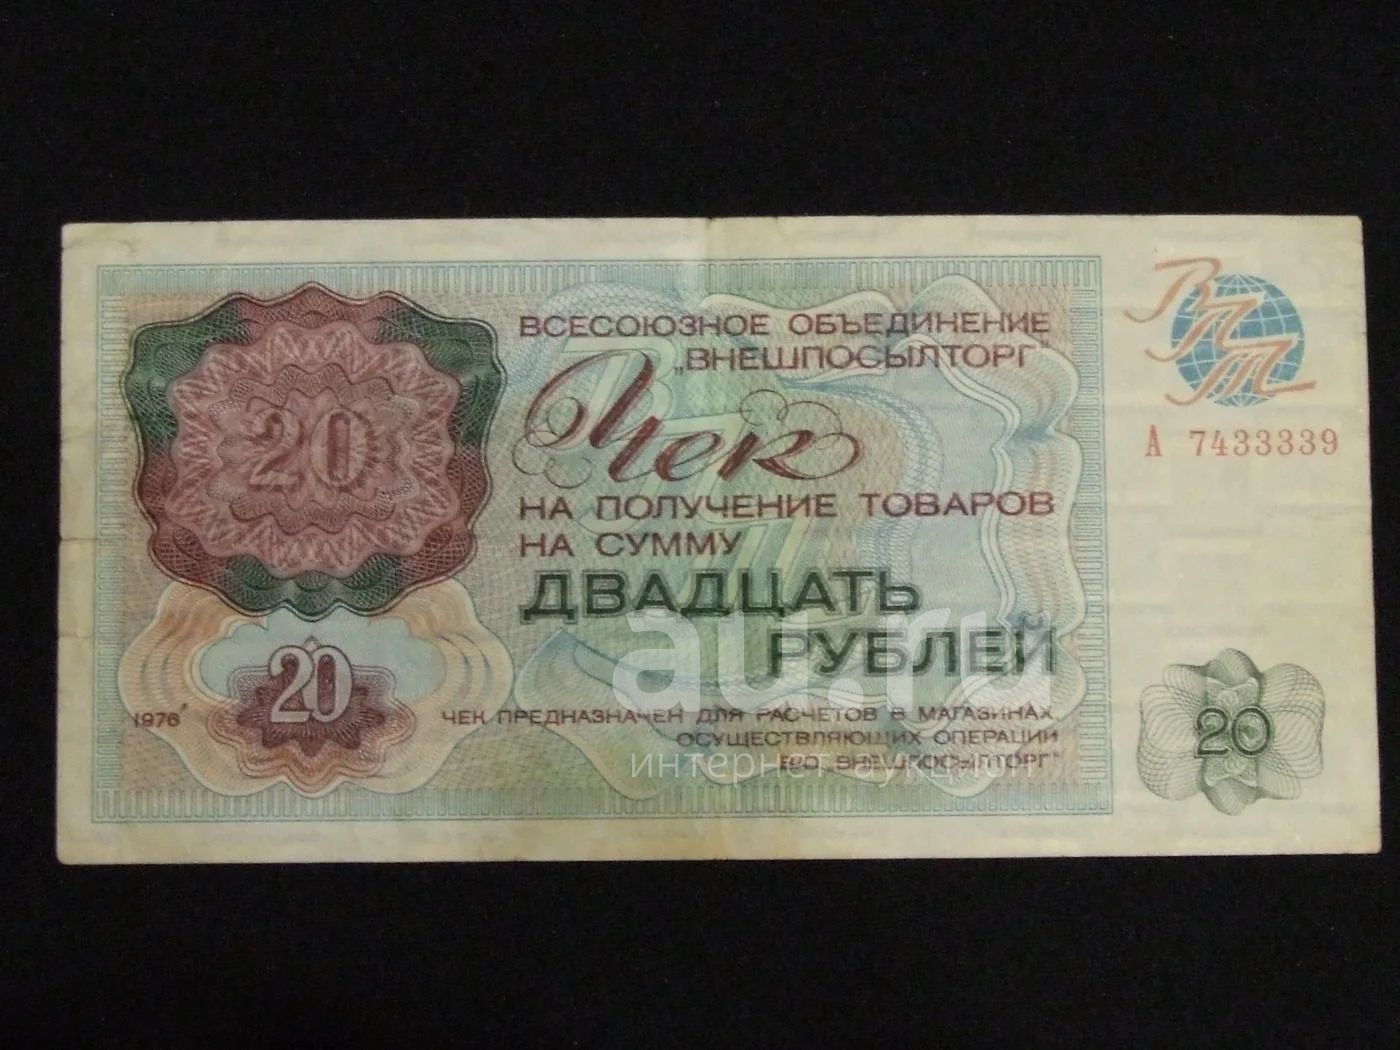 ВСЕСОЮЗНОЕ ОБЪЕДИНЕНИЕ
„ВНЕШПОСЫЛТОРГ"
ВПТ
Чек
А 7433339
20
НА ПОЛУЧЕНИЕ ТОВАРОВ
НА СУММУ
ДВАДЦАТЬ
РУБЛЕЙ
au.ru
20
20
1976
ЧЕК ПРЕДНАЗНАЧЕН ДЛЯ РАСЧЕТОВ В МАГАЗИНАХ,
ОСУЩЕСТВЛЯЮЩИХ ОПЕРАЦИИ
В/О „ВНЕШПОСЫЛТОРГ"
интернет-аукцион